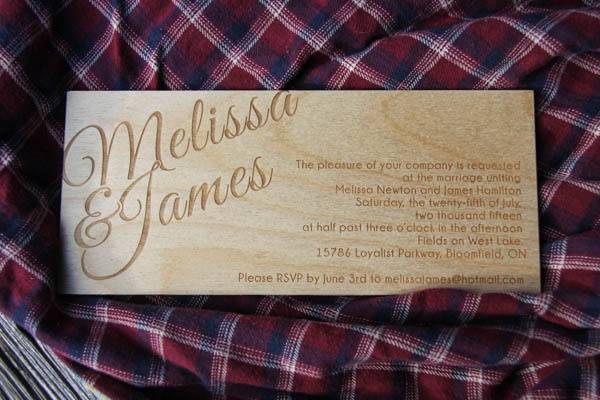 Melissa
& James
The pleasure of your company is requested
at the marriage uniting
Melissa Newton and James Hamilton
Saturday, the twenty-fifth of July,
two thousand fifteen
at half past three o'clock in the afternoon
Fields on West Lake
15786 Loyalist Parkway, Bloomfield, ON
Please RSVP by June 3rd to melissajames@hotmail.com